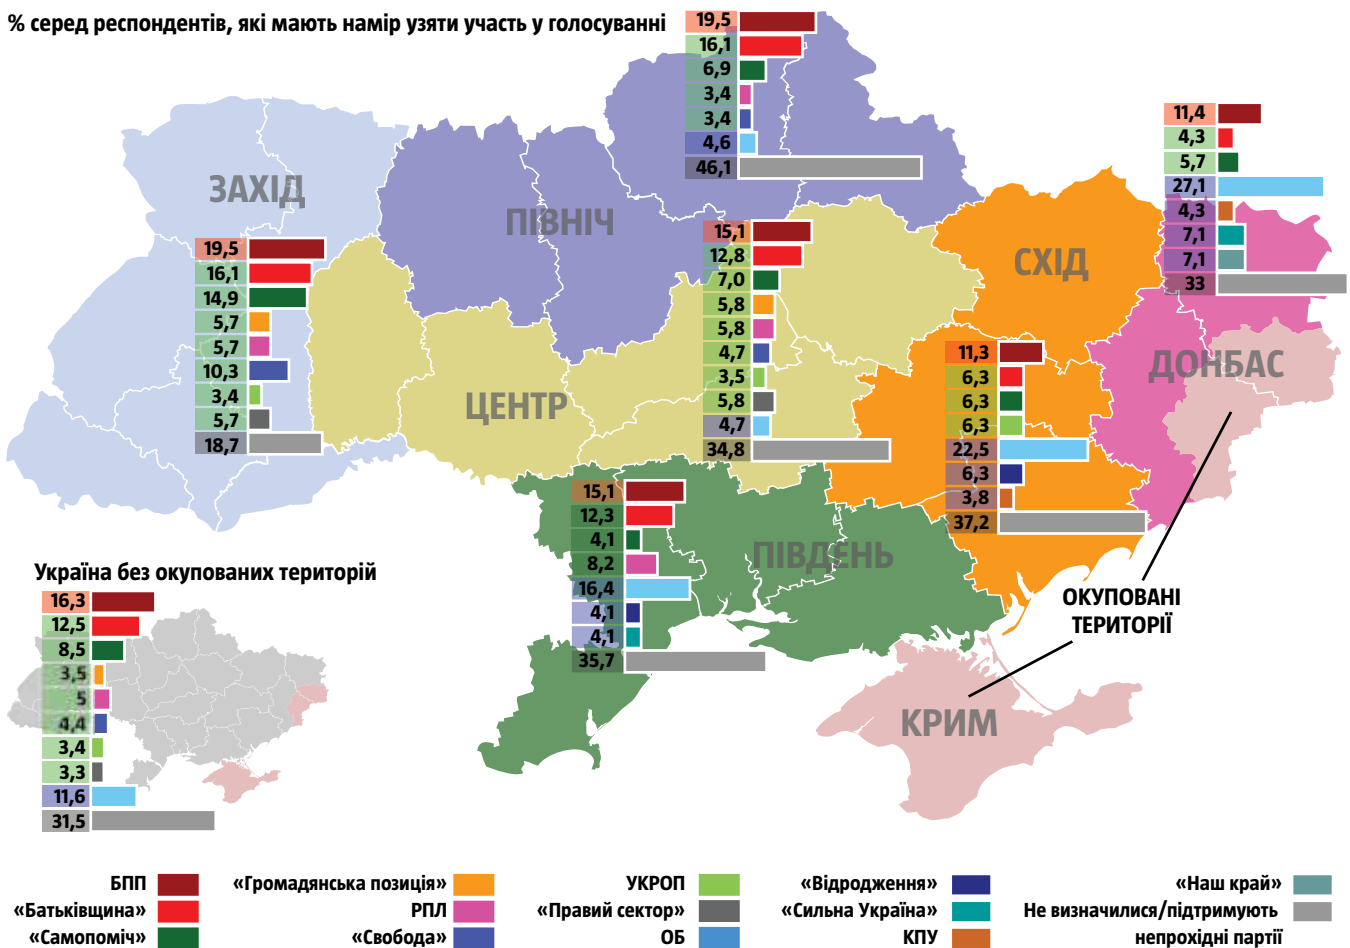 % серед респондентів, які мають намір узяти участь у голосуванні
19,5
16,1
6,9
3,4
3,4
4,6
46,1
11,4
4,3
5,7
27,1
4,3
7,1
7,1
33
ЗАХІД
19,5
16,1
14,9
5,7
5,7
10,3
3,4
5,7
18,7
ПІВНІЧ
15,1
12,8
7,0
5,8
5,8
4,7
3,5
5,8
4,7
34,8
ЦЕНТР
СХІД
11,3
6,3
6,3
6,3
22,5
6,3
3,8
37,2
ДОНБАС
15,1
12,3
4,1
8,2
16,4
4,1
4,1
35,7
ПІВДЕНЬ
ОКУПОВАНІ
ТЕРИТОРІЇ
КРИМ
Україна без окупованих територій
16,3
12,5
8,5
3,5
5
4,4
3,4
3,3
11,6
31,5
БПП
«Батьківщина»
«Самопоміч»
«Громадянська позиція»
РПЛ
«Свобода»
УКРОП
«Правий сектор»
ОБ
«Відродження»
«Сильна Україна»
КПУ
«Наш край»
Не визначилися/підтримують
непрохідні партії